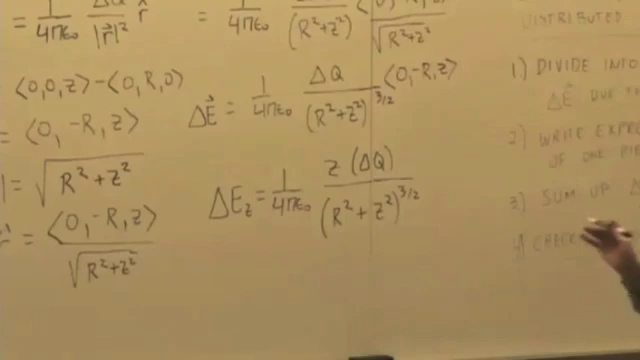 = 1/4πε₀ ΔQ/|r⃗|² r̂
⟨0,0,z⟩-⟨0,R,0⟩
= ⟨0,-R,z⟩
| = √(R²+z²)
= ⟨0,-R,z⟩/√(R²+z²)
= 1/4πε₀ ΔQ/(R²+z²) ⟨0,-R,z⟩/√(R²+z²)
ΔE⃗ = 1/4πε₀ ΔQ/(R²+z²)^3/2 ⟨0,-R,z⟩
ΔE_z = 1/4πε₀ z(ΔQ)/(R²+z²)^3/2
DISTRIBUTED
1) DIVIDE INTO
ΔE⃗ DUE TO
2) WRITE EXPRE
OF ONE PIE
3) SUM UP Δ
4) CHECK